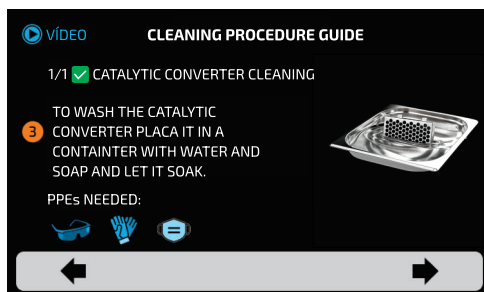 VÍDEO
CLEANING PROCEDURE GUIDE
1/1 ✅ CATALYTIC CONVERTER CLEANING
TO WASH THE CATALYTIC
3 CONVERTER PLACA IT IN A
CONTAINTER WITH WATER AND
SOAP AND LET IT SOAK.
PPEs NEEDED: